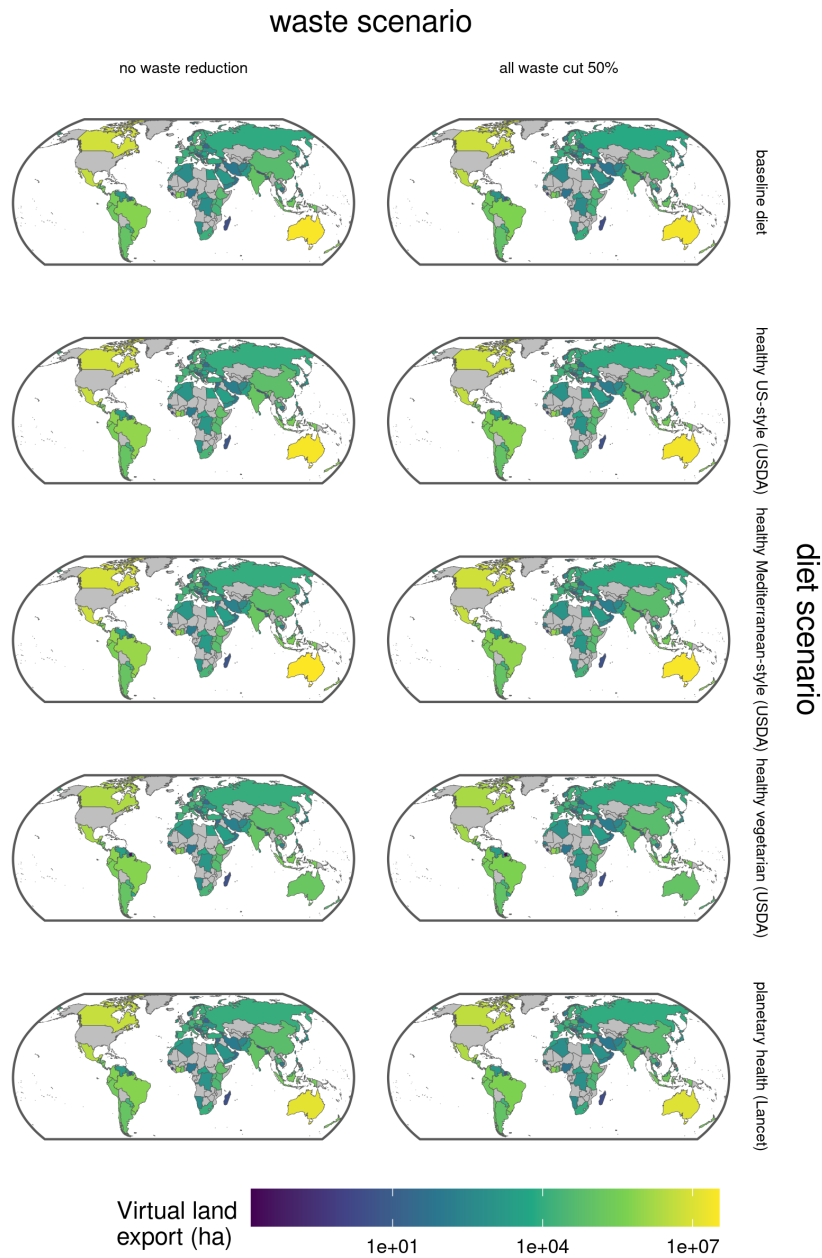 waste scenario
no waste reduction
all waste cut 50%
baseline diet
healthy US-style (USDA)
healthy Mediterranean-style (USDA)
healthy vegetarian (USDA)
planetary health (Lancet)
diet scenario
Virtual land
export (ha)
1e+01
1e+04
1e+07